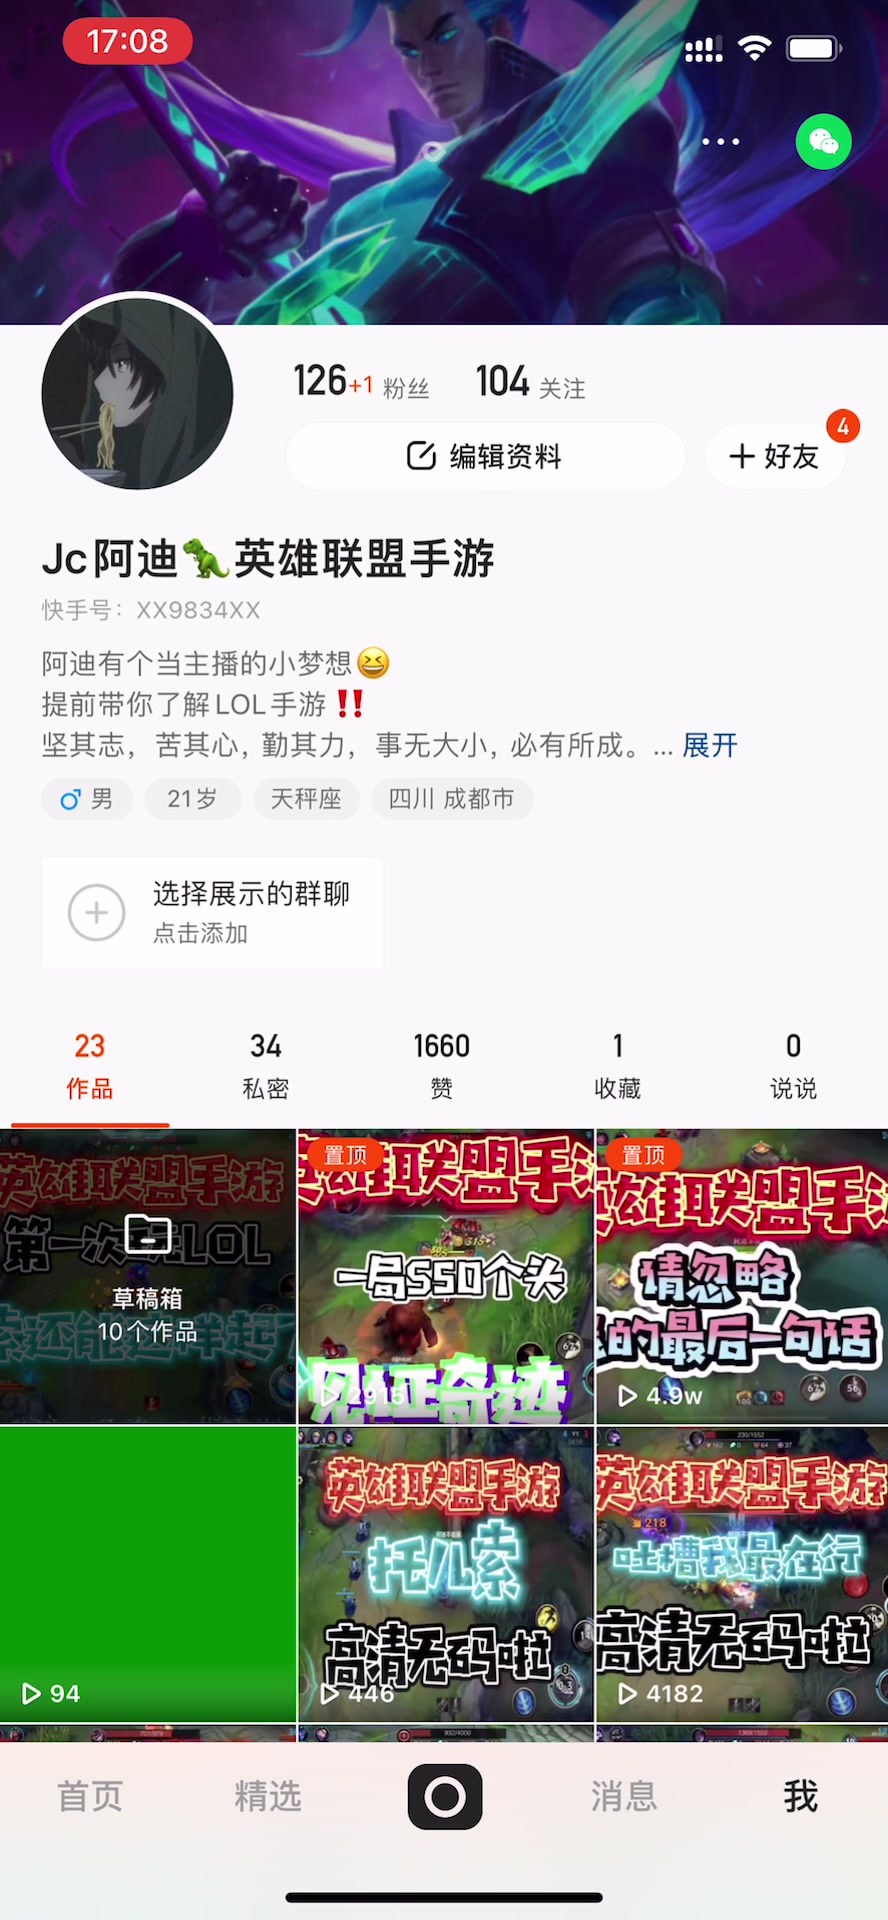 17:08
126+1 粉丝 104 关注
编辑资料
好友
4
Jc阿迪🦖英雄联盟手游
快手号：XX9834XX
阿迪有个当主播的小梦想😆
提前带你了解LOL手游‼️
坚其志，苦其心，勤其力，事无大小，必有所成。... 展开
男 21岁 天秤座 四川 成都市
选择展示的群聊
点击添加
23 34 1660 1 0
作品 私密 赞 收藏 说说
英雄联盟手游
草稿箱
10个作品
置顶
英雄联盟手游
一局550个头
见证奇迹
2915
置顶
英雄联盟手游
请忽略
的最后一句话
4.9w
94
英雄联盟手游
托儿索
高清无码啦
446
英雄联盟手游
218
吐槽我最在行
高清无码啦
4182
首页 精选 消息 我